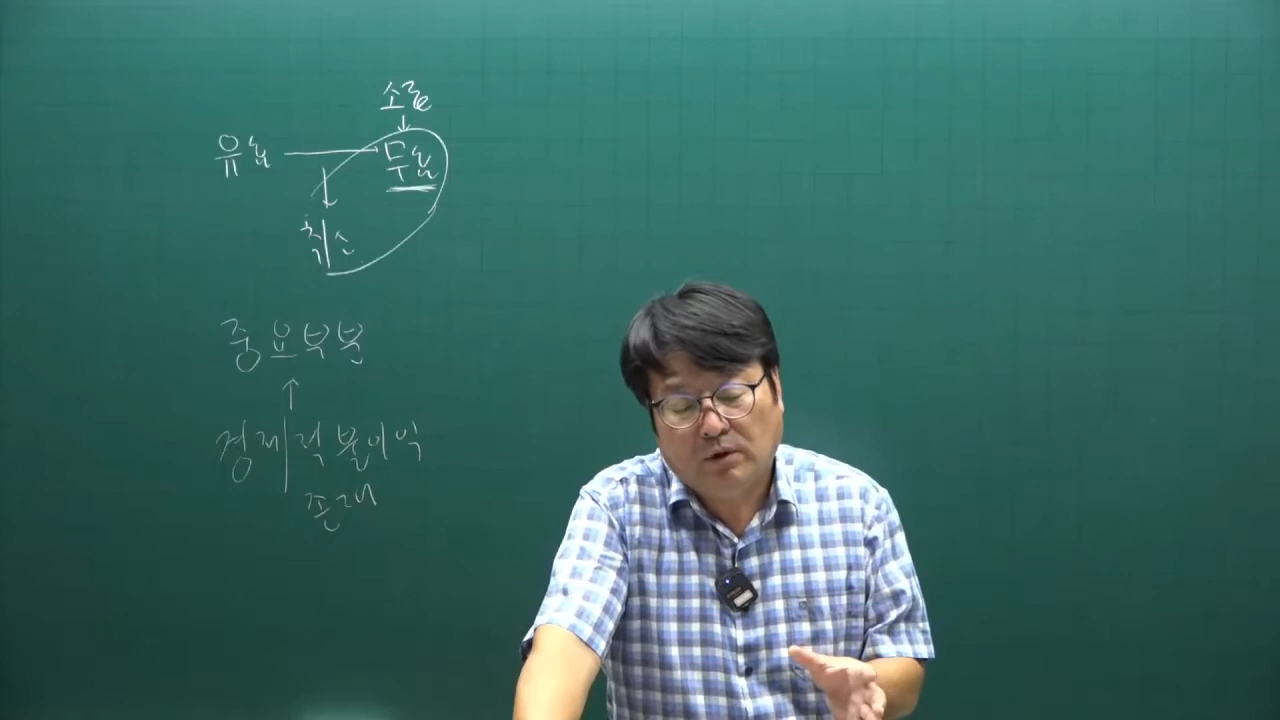 소급
유효 무효
취소
중요부분
경제적 불이익
존재